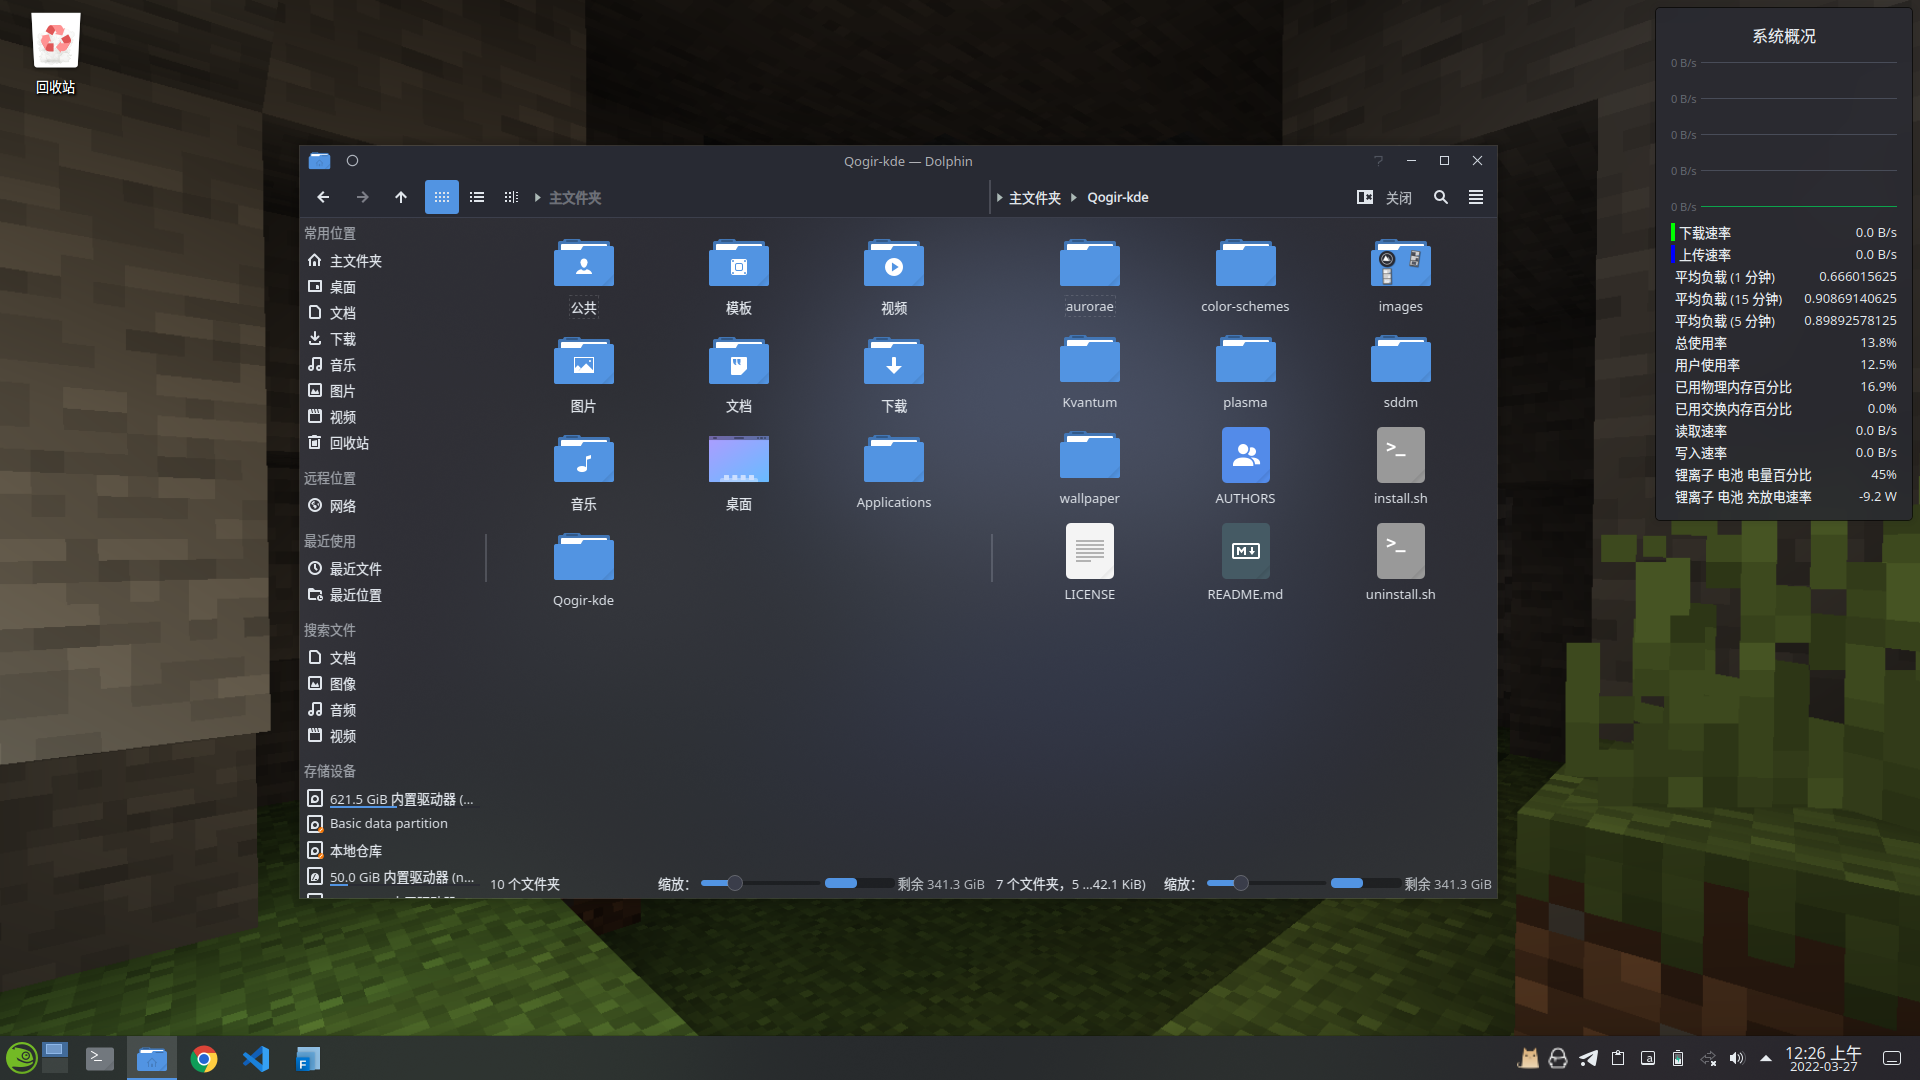 回收站
系统概况
0 B/s
0 B/s
0 B/s
0 B/s
0 B/s
下载速率 0.0 B/s
上传速率 0.0 B/s
平均负载 (1 分钟) 0.666015625
平均负载 (15 分钟) 0.90869140625
平均负载 (5 分钟) 0.89892578125
总使用率 13.8%
用户使用率 12.5%
已用物理内存百分比 16.9%
已用交换内存百分比 0.0%
读取速率 0.0 B/s
写入速率 0.0 B/s
锂离子 电池 电量百分比 45%
锂离子 电池 充放电速率 -9.2 W
Qogir-kde — Dolphin
主文件夹
主文件夹 Qogir-kde
关闭
常用位置
主文件夹
桌面
文档
下载
音乐
图片
视频
回收站
远程位置
网络
最近使用
最近文件
最近位置
搜索文件
文档
图像
音频
视频
存储设备
621.5 GiB 内置驱动器 (...
Basic data partition
本地仓库
50.0 GiB 内置驱动器 (n...
公共 模板 视频
图片 文档 下载
音乐 桌面 Applications
Qogir-kde
aurorae color-schemes images
Kvantum plasma sddm
wallpaper AUTHORS install.sh
LICENSE README.md uninstall.sh
10 个文件夹 缩放: 剩余 341.3 GiB
7 个文件夹，5 ...42.1 KiB) 缩放: 剩余 341.3 GiB
12:26 上午
2022-03-27